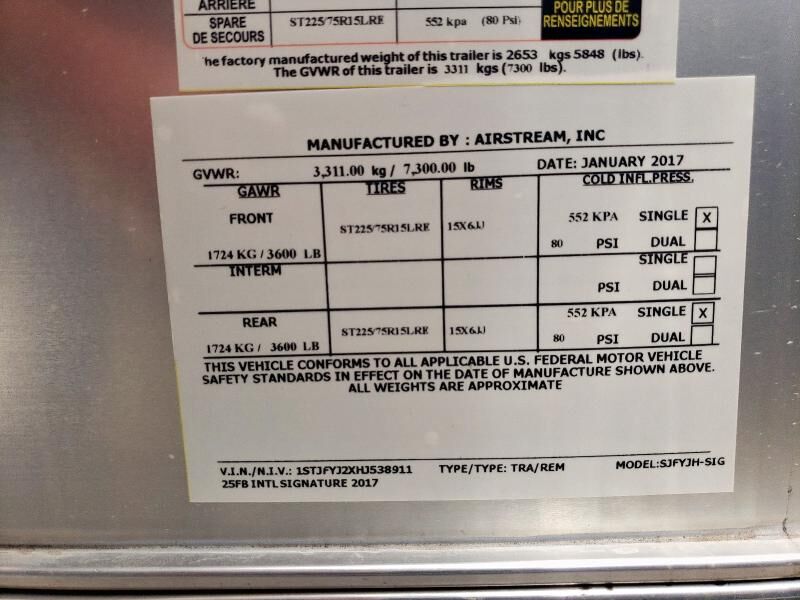 ARRIERE
POUR PLUS DE
SPARE ST225/75R15LRE 552 kpa (80 Psi) RENSEIGNEMENTS
DE SECOURS
he factory manufactured weight of this trailer is 2653 kgs 5848 (lbs).
The GVWR of this trailer is 3311 kgs (7300 lbs).
MANUFACTURED BY : AIRSTREAM, INC
GVWR: 3,311.00 kg / 7,300.00 lb DATE: JANUARY 2017
GAWR TIRES RIMS COLD INFL.PRESS.
FRONT 552 KPA SINGLE X
ST225/75R15LRE 15X6JJ
1724 KG / 3600 LB 80 PSI DUAL
INTERM SINGLE
PSI DUAL
552 KPA SINGLE X
REAR ST225/75R15LRE 15X6JJ
1724 KG / 3600 LB 80 PSI DUAL
THIS VEHICLE CONFORMS TO ALL APPLICABLE U.S. FEDERAL MOTOR VEHICLE
SAFETY STANDARDS IN EFFECT ON THE DATE OF MANUFACTURE SHOWN ABOVE.
ALL WEIGHTS ARE APPROXIMATE
V.I.N./N.I.V.: 1STJFYJ2XHJ538911 TYPE/TYPE: TRA/REM MODEL:SJFYJH-SIG
25FB INTL SIGNATURE 2017